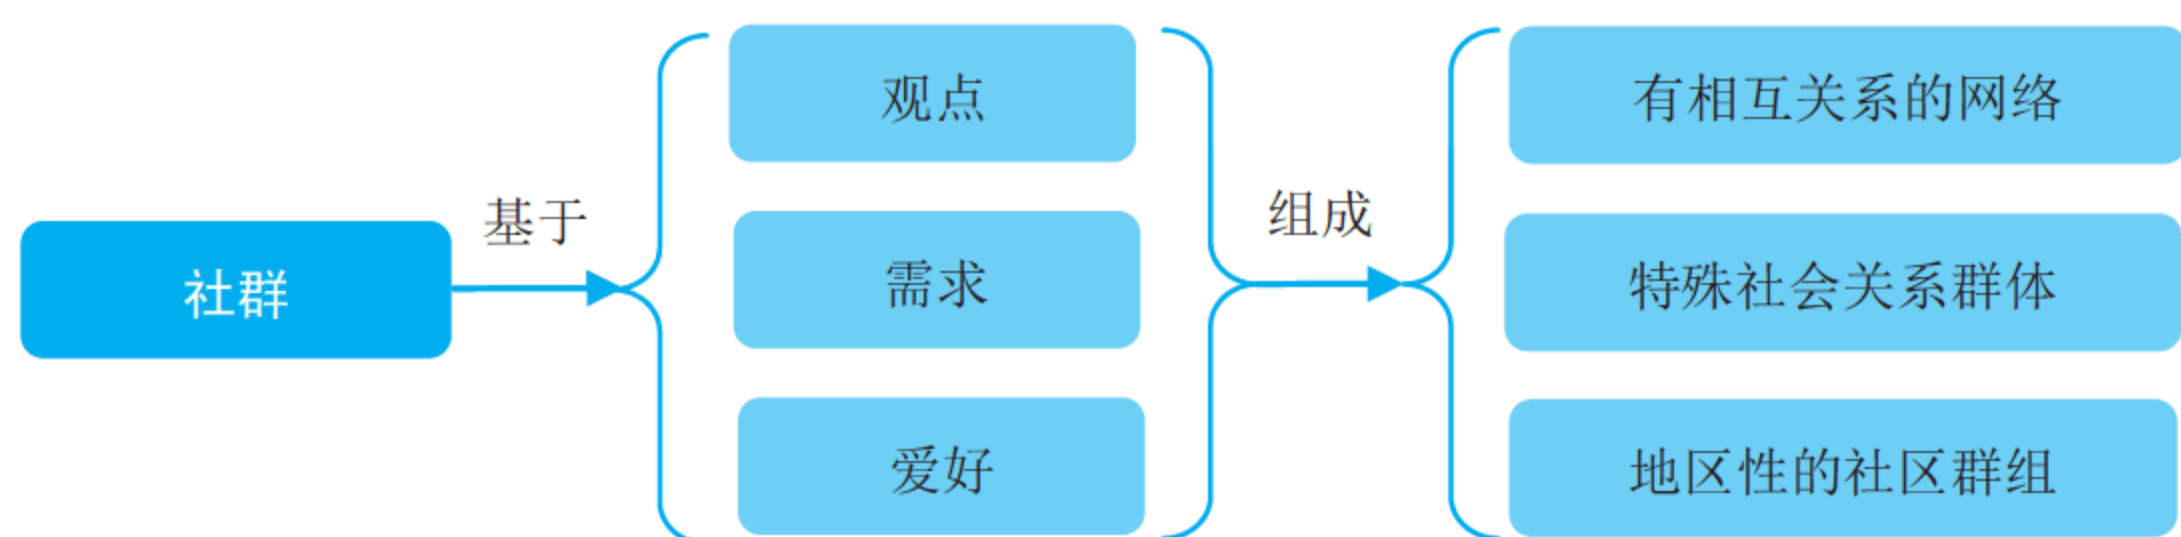 社群
基于
观点
需求
爱好
组成
有相互关系的网络
特殊社会关系群体
地区性的社区群组